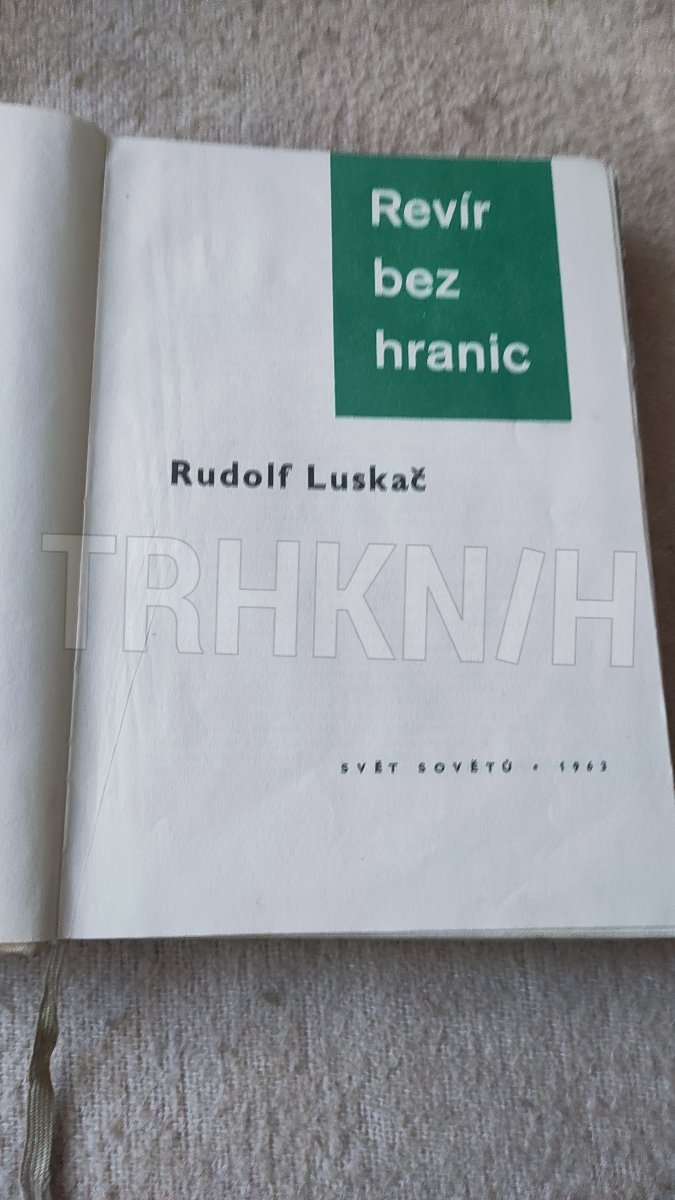 Revír
bez
hranic
Rudolf Luskač
TRHKNIH
SVĚT SOVĚTŮ • 1963